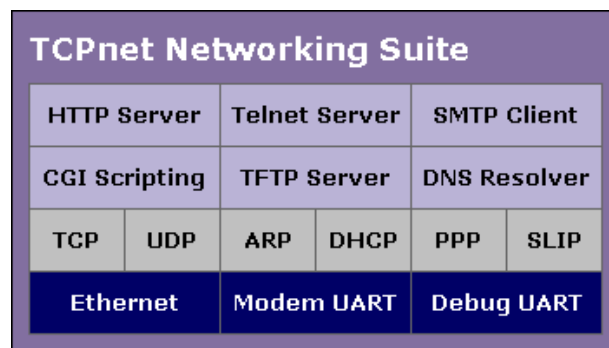 TCPnet Networking Suite
HTTP Server Telnet Server SMTP Client
CGI Scripting TFTP Server DNS Resolver
TCP UDP ARP DHCP PPP SLIP
Ethernet Modem UART Debug UART